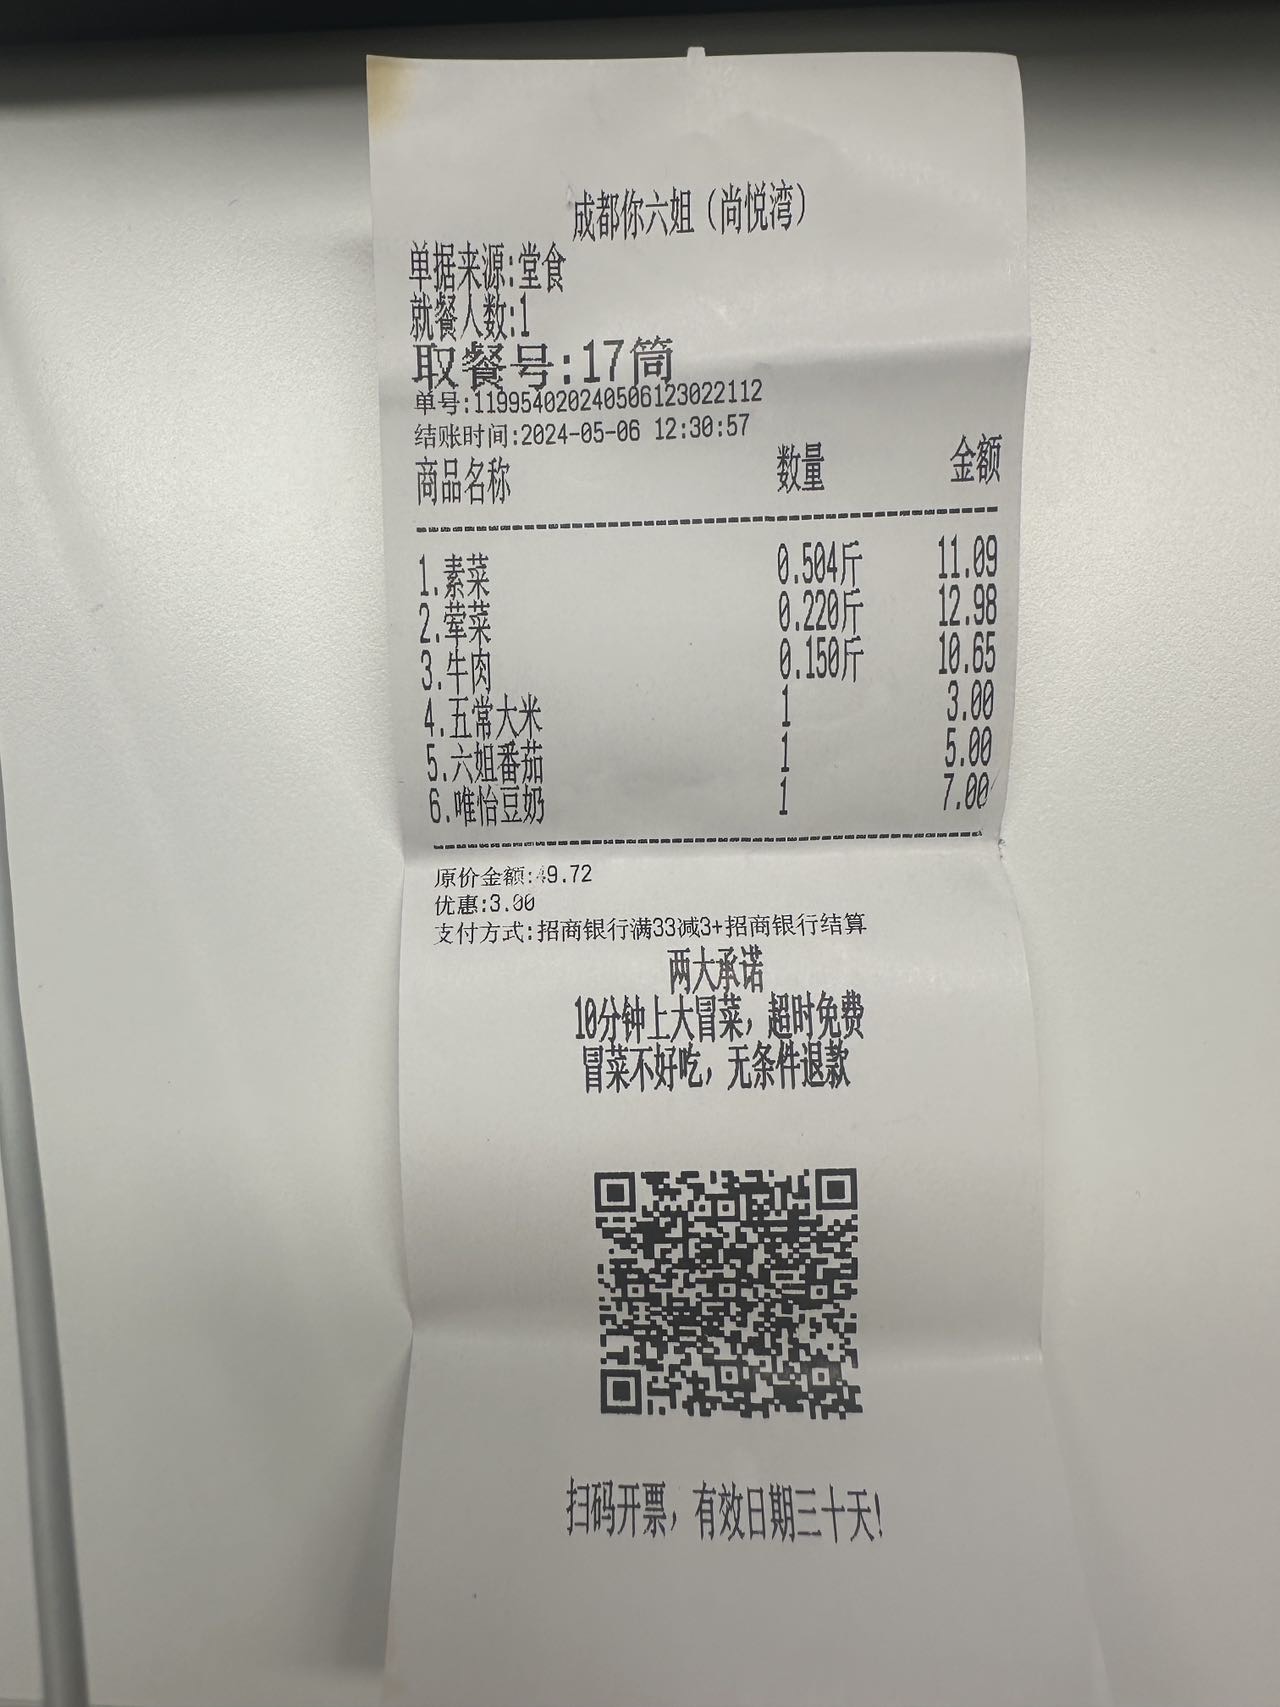 成都你六姐（尚悦湾）
单据来源:堂食
就餐人数:1
取餐号:17筒
单号:119954020240506123022112
结账时间:2024-05-06 12:30:57
商品名称 数量 金额
1.素菜 0.504斤 11.09
2.荤菜 0.220斤 12.98
3.牛肉 0.150斤 10.65
4.五常大米 1 3.00
5.六姐番茄 1 5.00
6.唯怡豆奶 1 7.00
原价金额:49.72
优惠:3.00
支付方式:招商银行满33减3+招商银行结算
两大承诺
10分钟上大冒菜，超时免费
冒菜不好吃，无条件退款
扫码开票，有效日期三十天!